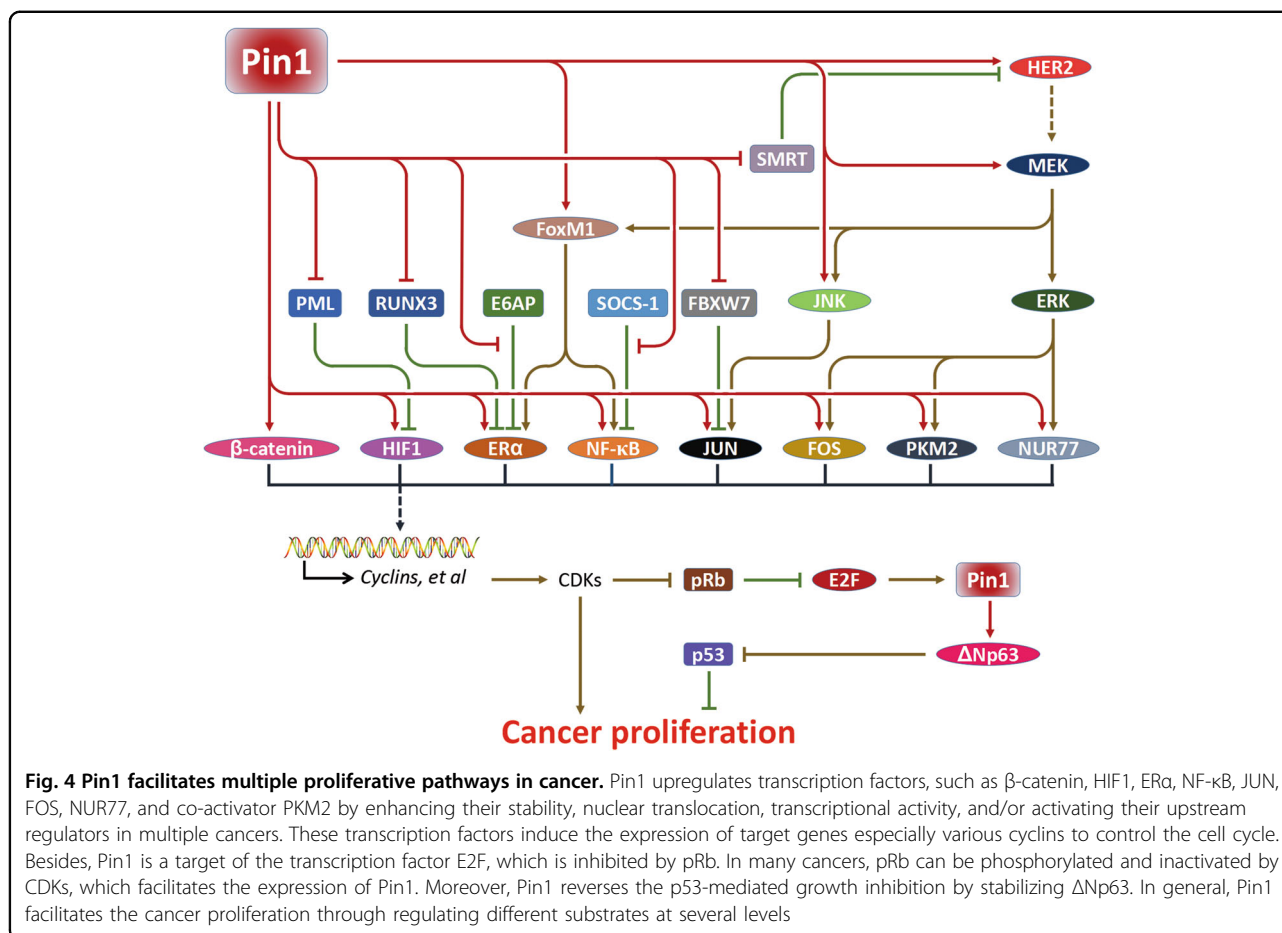 Pin1
HER2
SMRT
MEK
FoxM1
PML
RUNX3
E6AP
SOCS-1
FBXW7
JNK
ERK
β-catenin
HIF1
ERα
NF-κB
JUN
FOS
PKM2
NUR77
Cyclins, et al
CDKs
pRb
E2F
Pin1
p53
ΔNp63
Cancer proliferation
Fig. 4 Pin1 facilitates multiple proliferative pathways in cancer. Pin1 upregulates transcription factors, such as β-catenin, HIF1, ERα, NF-κB, JUN,
FOS, NUR77, and co-activator PKM2 by enhancing their stability, nuclear translocation, transcriptional activity, and/or activating their upstream
regulators in multiple cancers. These transcription factors induce the expression of target genes especially various cyclins to control the cell cycle.
Besides, Pin1 is a target of the transcription factor E2F, which is inhibited by pRb. In many cancers, pRb can be phosphorylated and inactivated by
CDKs, which facilitates the expression of Pin1. Moreover, Pin1 reverses the p53-mediated growth inhibition by stabilizing ΔNp63. In general, Pin1
facilitates the cancer proliferation through regulating different substrates at several levels